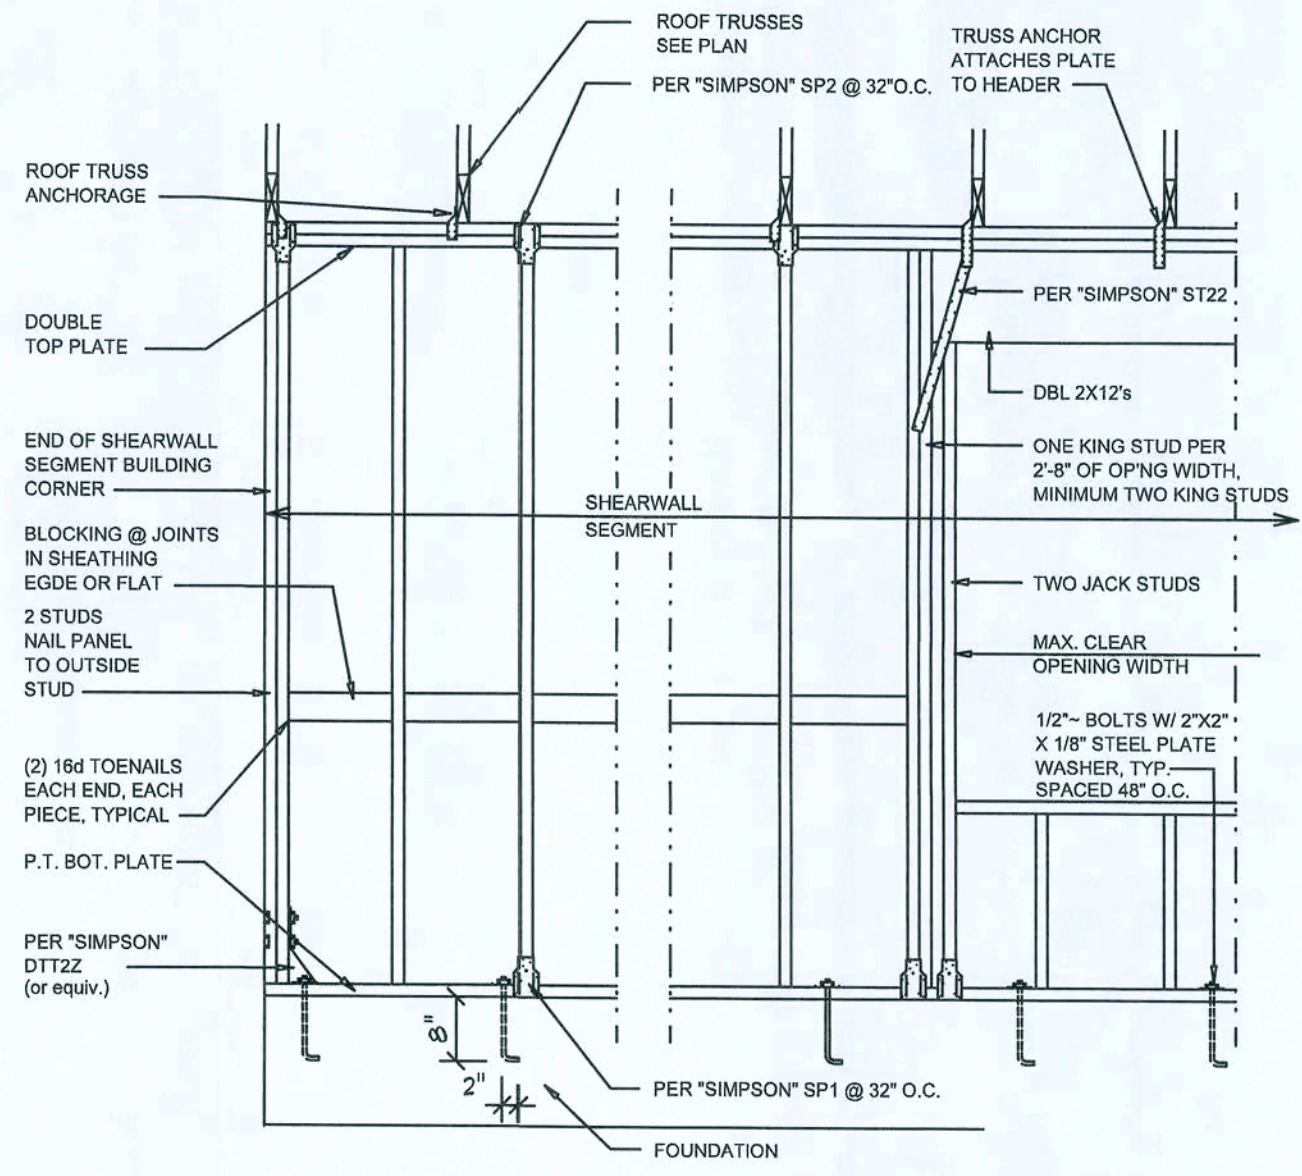 ROOF TRUSSES
SEE PLAN
TRUSS ANCHOR
ATTACHES PLATE
TO HEADER
PER "SIMPSON" SP2 @ 32"O.C.
ROOF TRUSS
ANCHORAGE
PER "SIMPSON" ST22
DOUBLE
TOP PLATE
DBL 2X12's
END OF SHEARWALL
SEGMENT BUILDING
CORNER
ONE KING STUD PER
2'-8" OF OP'NG WIDTH,
MINIMUM TWO KING STUDS
SHEARWALL
SEGMENT
BLOCKING @ JOINTS
IN SHEATHING
EGDE OR FLAT
TWO JACK STUDS
2 STUDS
NAIL PANEL
TO OUTSIDE
STUD
MAX. CLEAR
OPENING WIDTH
1/2"~ BOLTS W/ 2"X2"
X 1/8" STEEL PLATE
WASHER, TYP.
SPACED 48" O.C.
(2) 16d TOENAILS
EACH END, EACH
PIECE, TYPICAL
P.T. BOT. PLATE
PER "SIMPSON"
DTT2Z
(or equiv.)
8"
2"
PER "SIMPSON" SP1 @ 32" O.C.
FOUNDATION